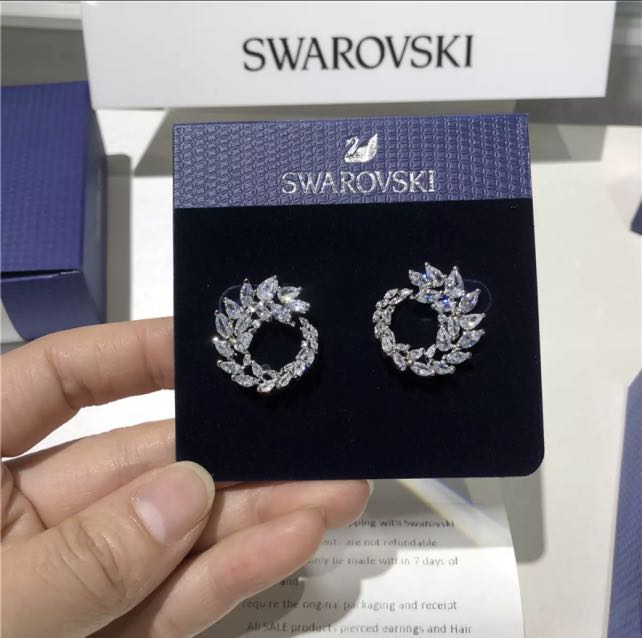 SWAROVSKI
SWAROVSKI
pping with Swarovski
are not refundable
only be made within 7 days of
and
require the original packaging and receipt
All SALE products pierced earrings and Hair